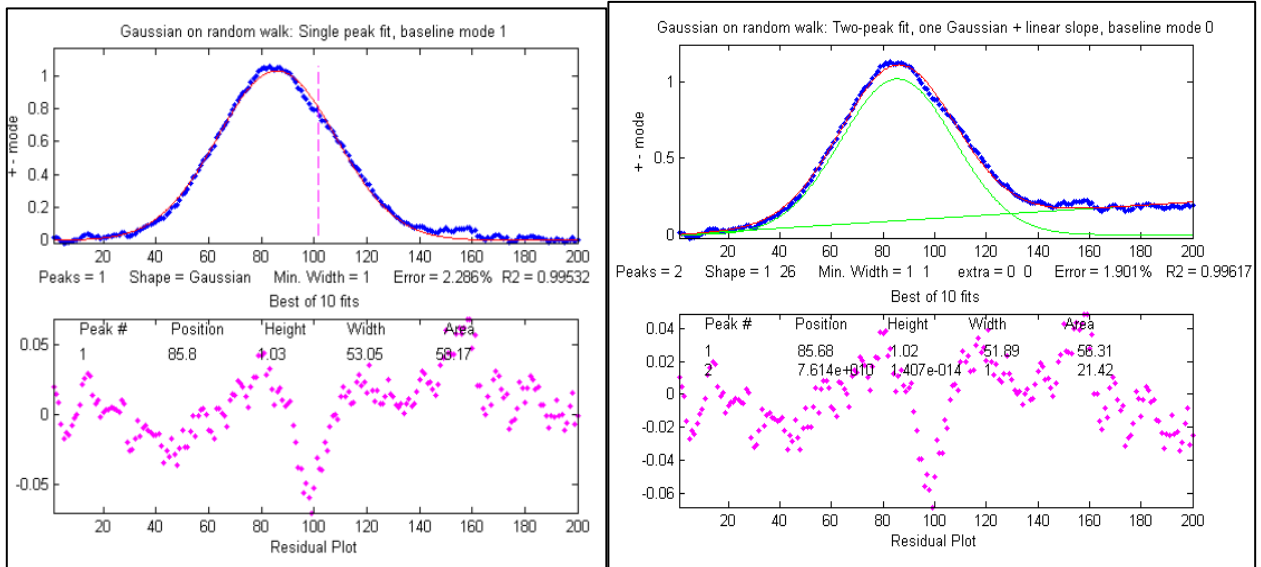 Gaussian on random walk: Single peak fit, baseline mode 1
1
0.8
0.6
0.4
0.2
0
+ - mode
20 40 60 80 100 120 140 160 180 200
Peaks = 1 Shape = Gaussian Min. Width = 1 Error = 2.286% R2 = 0.99532
Best of 10 fits
Peak # Position Height Width Area
1 85.8 1.03 53.05 58.17
0.05
0
-0.05
20 40 60 80 100 120 140 160 180 200
Residual Plot
Gaussian on random walk: Two-peak fit, one Gaussian + linear slope, baseline mode 0
1
0.5
0
+ - mode
20 40 60 80 100 120 140 160 180 200
Peaks = 2 Shape = 1 26 Min. Width = 1 1 extra = 0 0 Error = 1.901% R2 = 0.99617
Best of 10 fits
Peak # Position Height Width Area
1 85.68 1.02 51.89 56.31
2 7.614e+010 1.407e-014 1 21.42
0.04
0.02
0
-0.02
-0.04
-0.06
20 40 60 80 100 120 140 160 180 200
Residual Plot